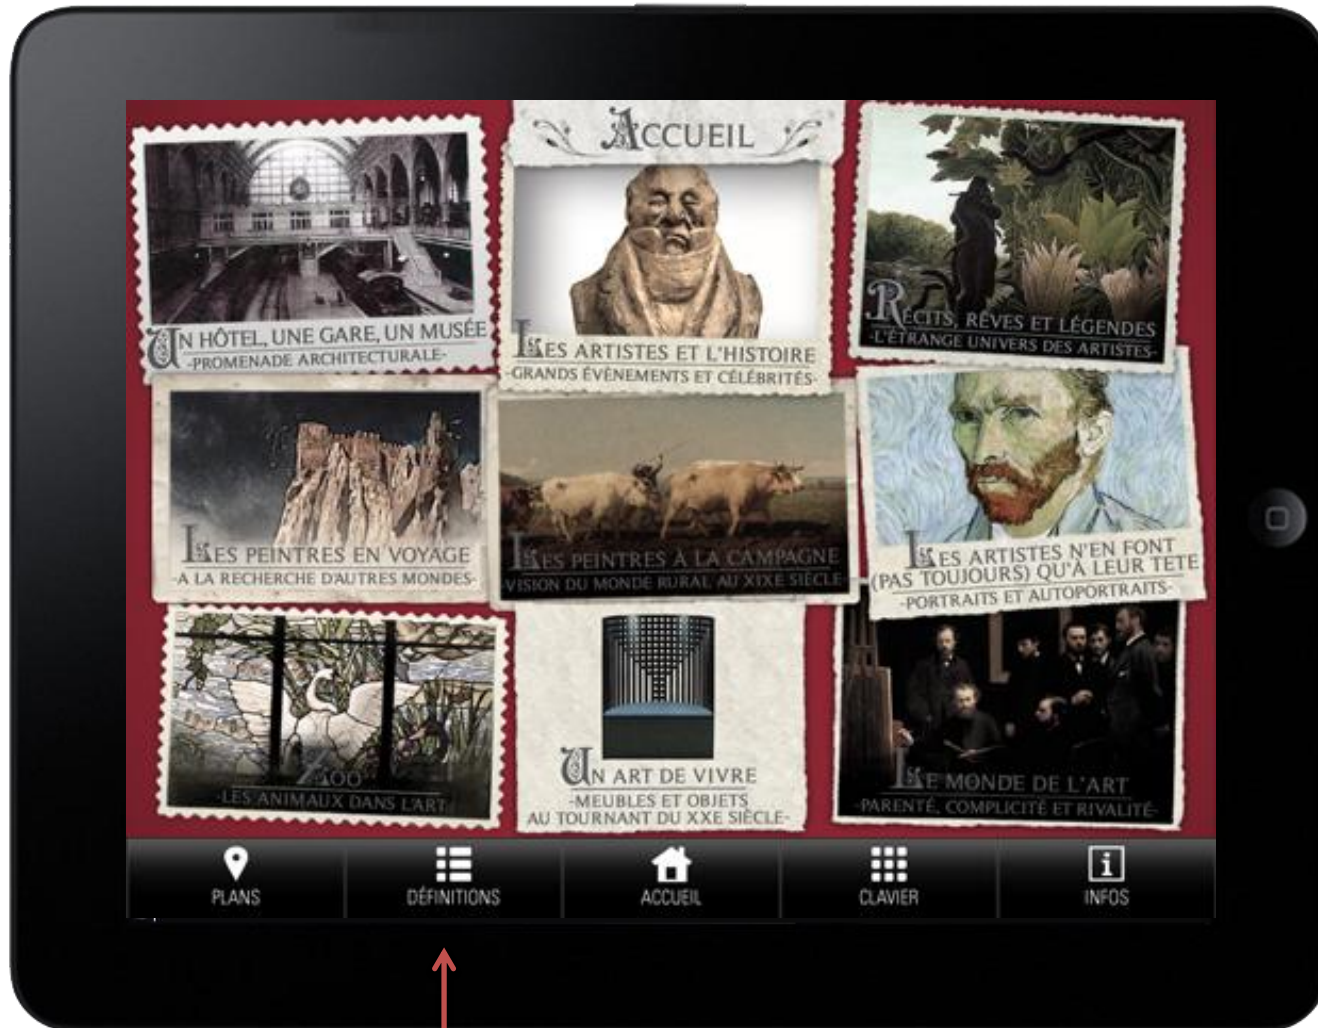 ACCUEIL
UN HÔTEL, UNE GARE, UN MUSÉE
-PROMENADE ARCHITECTURALE-
LES ARTISTES ET L'HISTOIRE
-GRANDS ÉVÈNEMENTS ET CÉLÉBRITÉS-
RÉCITS, RÊVES ET LÉGENDES
-L'ÉTRANGE UNIVERS DES ARTISTES-
LES PEINTRES EN VOYAGE
-A LA RECHERCHE D'AUTRES MONDES-
LES PEINTRES À LA CAMPAGNE
VISION DU MONDE RURAL AU XIXE SIÈCLE-
LES ARTISTES N'EN FONT
(PAS TOUJOURS) QU'À LEUR TETE
-PORTRAITS ET AUTOPORTRAITS-
ZOO
-LES ANIMAUX DANS L'ART-
UN ART DE VIVRE
-MEUBLES ET OBJETS
AU TOURNANT DU XXE SIÈCLE-
LE MONDE DE L'ART
-PARENTÉ, COMPLICITÉ ET RIVALITÉ-
PLANS
DÉFINITIONS
ACCUEIL
CLAVIER
INFOS